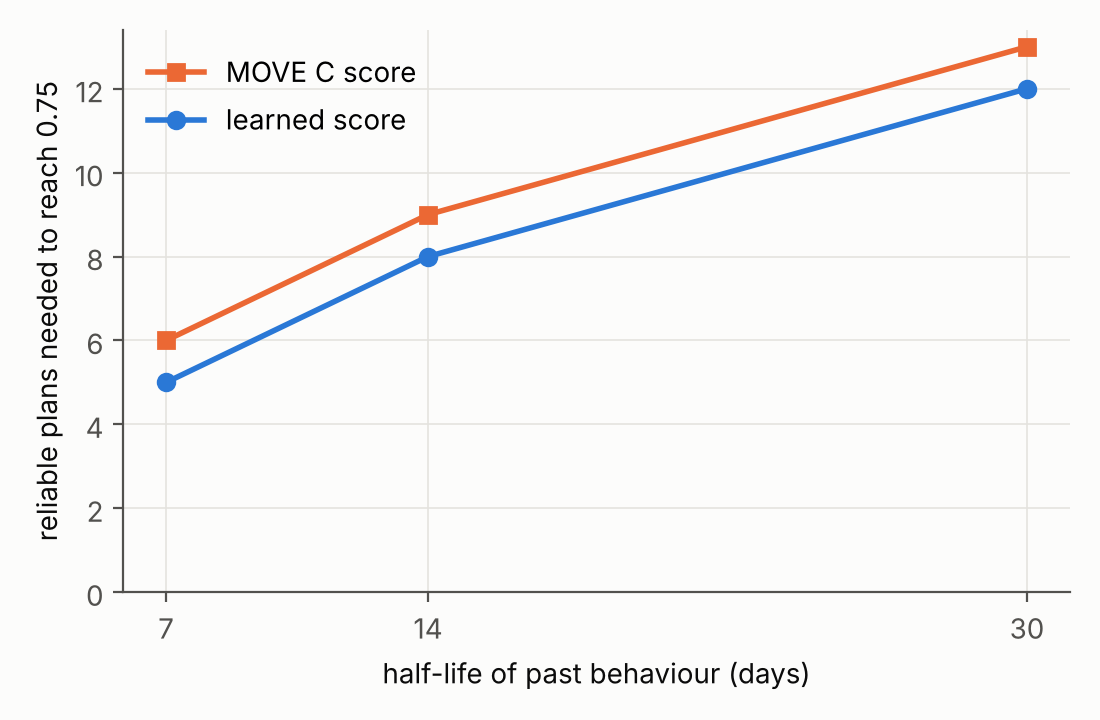 MOVE C score
learned score
reliable plans needed to reach 0.75
12
10
8
6
4
2
0
7 14 30
half-life of past behaviour (days)